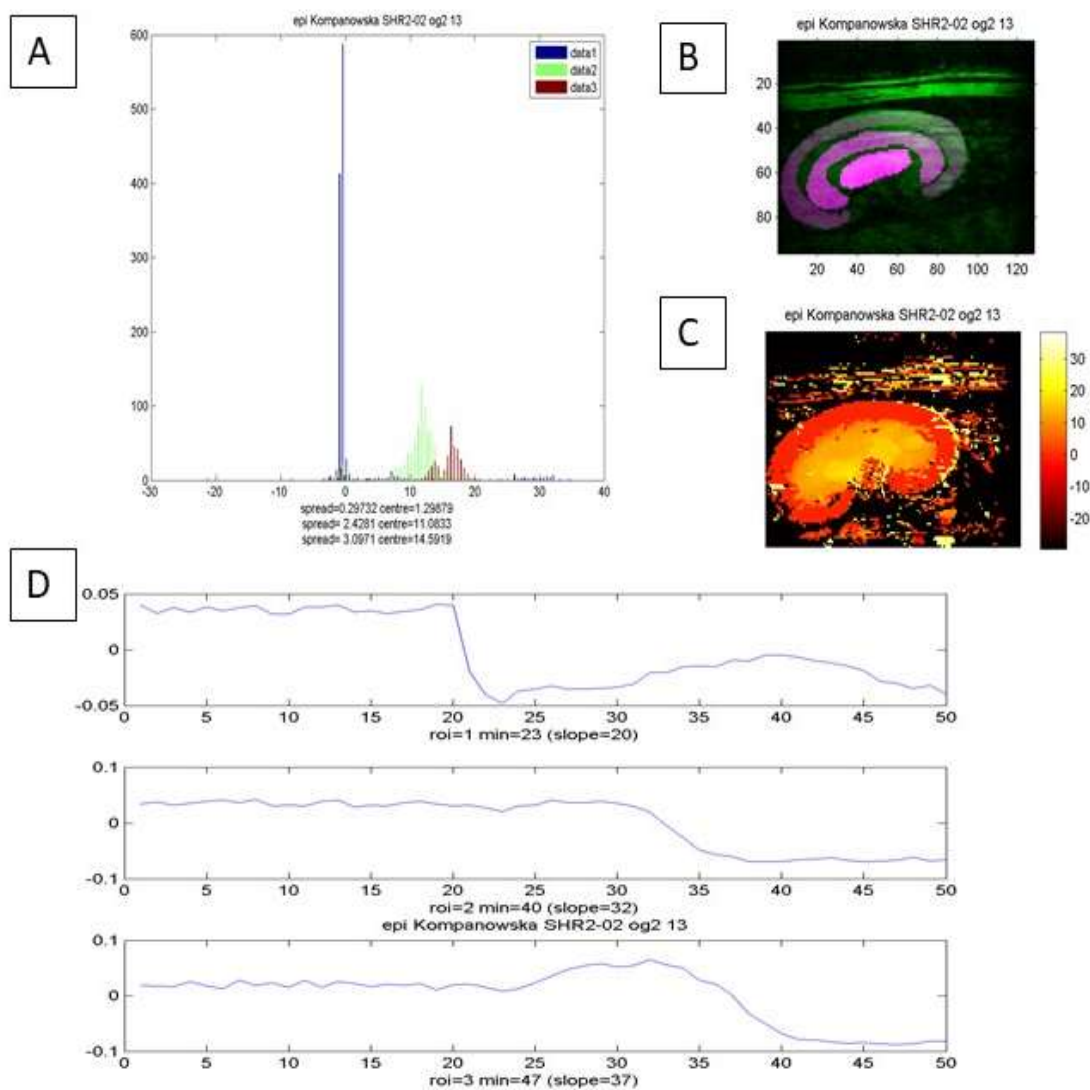 A
epi Kompanowska SHR2-02 og2 13
600
500
400
300
200
100
0
-30 -20 -10 0 10 20 30 40
data1
data2
data3
spread=0.29732 centre=1.29879
spread= 2.4281 centre=11.0833
spread= 3.0971 centre=14.5919
B
epi Kompanowska SHR2-02 og2 13
20
40
60
80
20 40 60 80 100 120
C
epi Kompanowska SHR2-02 og2 13
30
20
10
0
-10
-20
D
0.05
0
-0.05
0 5 10 15 20 25 30 35 40 45 50
roi=1 min=23 (slope=20)
0.1
0
-0.1
0 5 10 15 20 25 30 35 40 45 50
roi=2 min=40 (slope=32)
epi Kompanowska SHR2-02 og2 13
0.1
0
-0.1
0 5 10 15 20 25 30 35 40 45 50
roi=3 min=47 (slope=37)